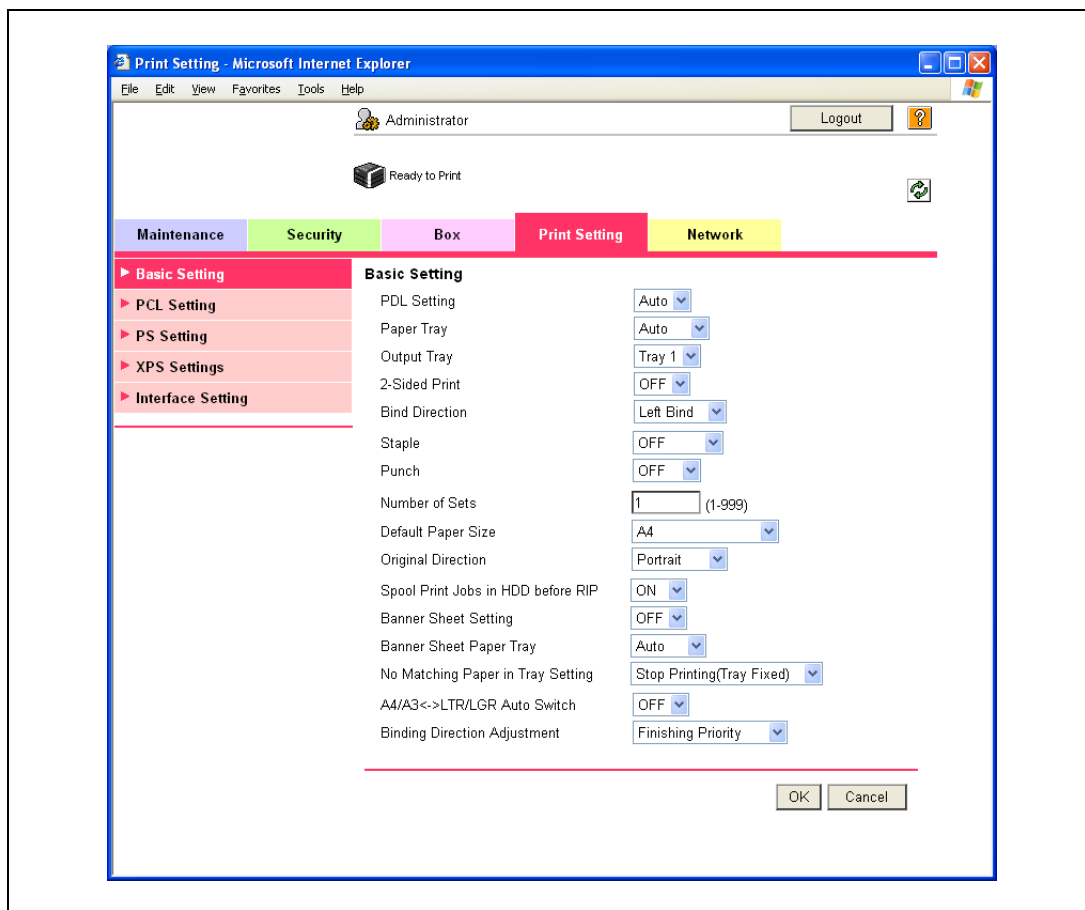 Print Setting - Microsoft Internet Explorer
File Edit View Favorites Tools Help
Administrator Logout ?
Ready to Print
Maintenance Security Box Print Setting Network
Basic Setting
PCL Setting
PS Setting
XPS Settings
Interface Setting
Basic Setting
PDL Setting Auto
Paper Tray Auto
Output Tray Tray 1
2-Sided Print OFF
Bind Direction Left Bind
Staple OFF
Punch OFF
Number of Sets 1 (1-999)
Default Paper Size A4
Original Direction Portrait
Spool Print Jobs in HDD before RIP ON
Banner Sheet Setting OFF
Banner Sheet Paper Tray Auto
No Matching Paper in Tray Setting Stop Printing(Tray Fixed)
A4/A3<->LTR/LGR Auto Switch OFF
Binding Direction Adjustment Finishing Priority
OK Cancel